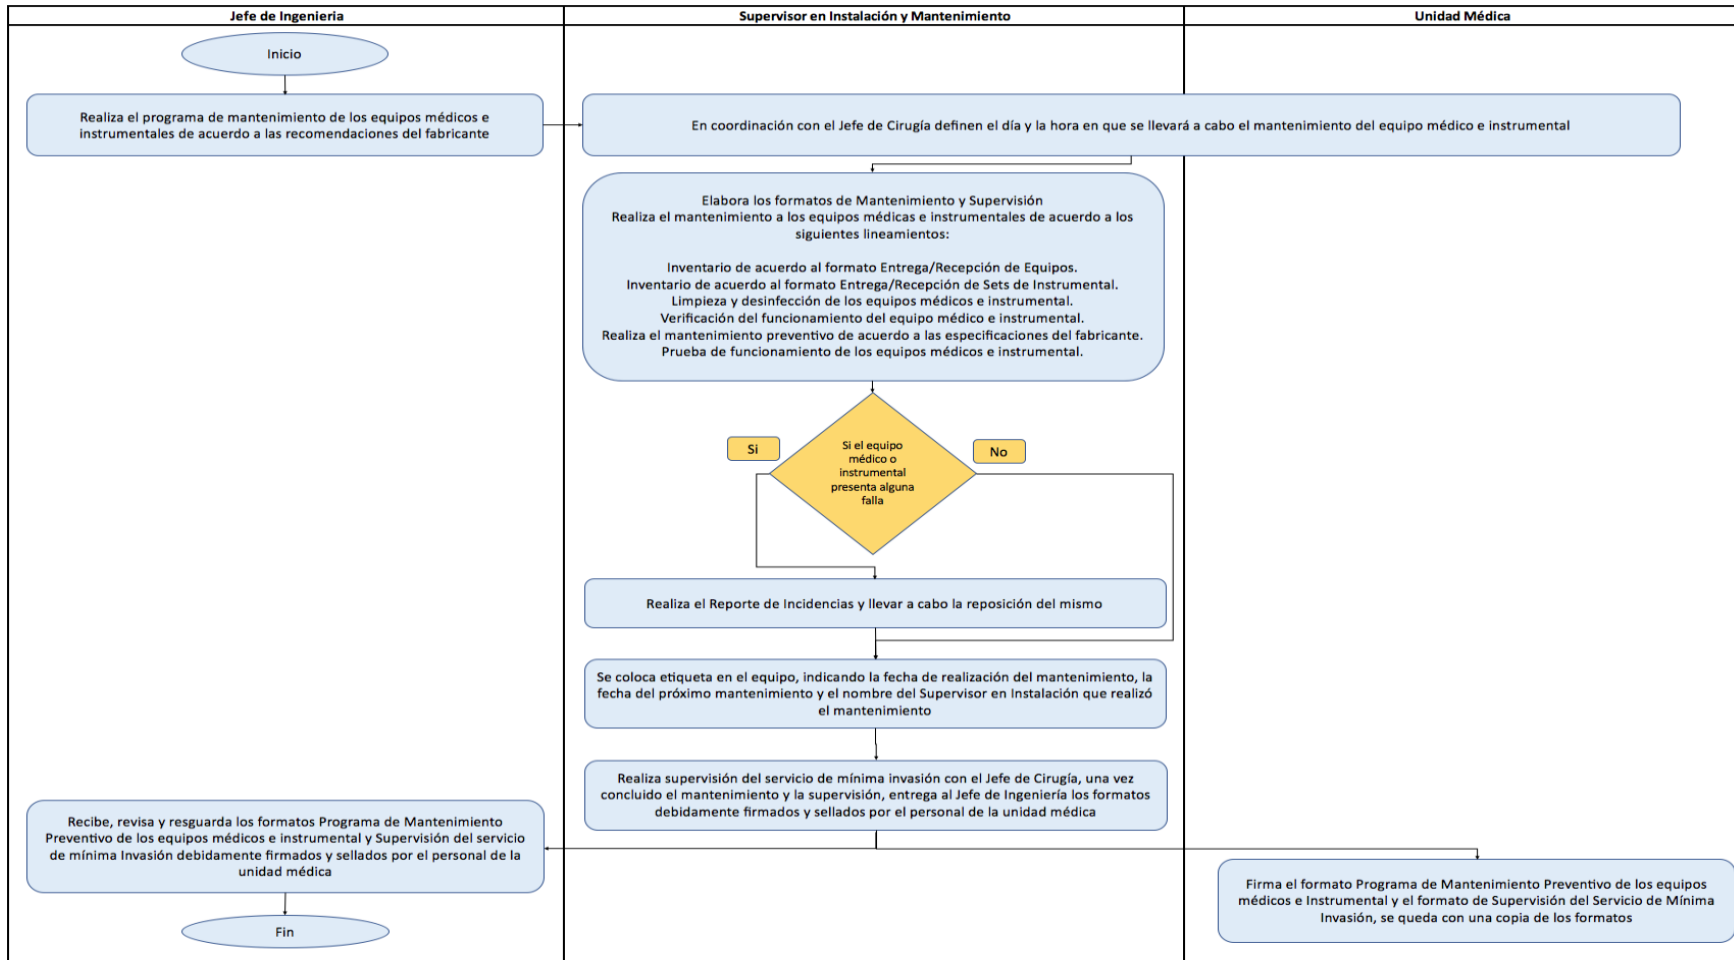 Jefe de Ingenieria
Supervisor en Instalación y Mantenimiento
Unidad Médica
Inicio
Realiza el programa de mantenimiento de los equipos médicos e
instrumentales de acuerdo a las recomendaciones del fabricante
En coordinación con el Jefe de Cirugía definen el día y la hora en que se llevará a cabo el mantenimiento del equipo médico e instrumental
Elabora los formatos de Mantenimiento y Supervisión
Realiza el mantenimiento a los equipos médicas e instrumentales de acuerdo a los
siguientes lineamientos:
Inventario de acuerdo al formato Entrega/Recepción de Equipos.
Inventario de acuerdo al formato Entrega/Recepción de Sets de Instrumental.
Limpieza y desinfección de los equipos médicos e instrumental.
Verificación del funcionamiento del equipo médico e instrumental.
Realiza el mantenimiento preventivo de acuerdo a las especificaciones del fabricante.
Prueba de funcionamiento de los equipos médicos e instrumental.
Si
Si el equipo
médico o
instrumental
presenta alguna
falla
No
Realiza el Reporte de Incidencias y llevar a cabo la reposición del mismo
Se coloca etiqueta en el equipo, indicando la fecha de realización del mantenimiento, la
fecha del próximo mantenimiento y el nombre del Supervisor en Instalación que realizó
el mantenimiento
Realiza supervisión del servicio de mínima invasión con el Jefe de Cirugía, una vez
concluido el mantenimiento y la supervisión, entrega al Jefe de Ingeniería los formatos
debidamente firmados y sellados por el personal de la unidad médica
Recibe, revisa y resguarda los formatos Programa de Mantenimiento
Preventivo de los equipos médicos e instrumental y Supervisión del servicio
de mínima Invasión debidamente firmados y sellados por el personal de la
unidad médica
Firma el formato Programa de Mantenimiento Preventivo de los equipos
médicos e Instrumental y el formato de Supervisión del Servicio de Mínima
Invasión, se queda con una copia de los formatos
Fin